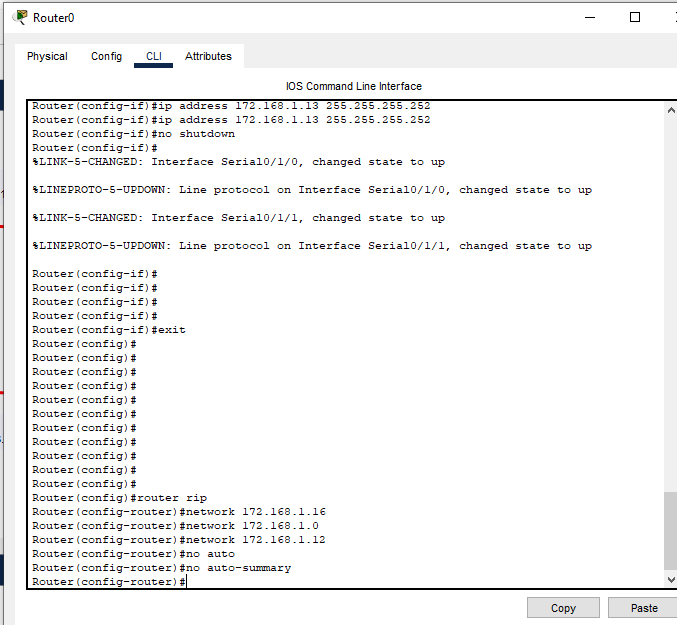 Router0
Physical Config CLI Attributes
IOS Command Line Interface
Router(config-if)#ip address 172.168.1.13 255.255.255.252
Router(config-if)#ip address 172.168.1.13 255.255.255.252
Router(config-if)#no shutdown
Router(config-if)#
%LINK-5-CHANGED: Interface Serial0/1/0, changed state to up
%LINEPROTO-5-UPDOWN: Line protocol on Interface Serial0/1/0, changed state to up
%LINK-5-CHANGED: Interface Serial0/1/1, changed state to up
%LINEPROTO-5-UPDOWN: Line protocol on Interface Serial0/1/1, changed state to up
Router(config-if)#
Router(config-if)#
Router(config-if)#
Router(config-if)#
Router(config-if)#exit
Router(config)#
Router(config)#
Router(config)#
Router(config)#
Router(config)#
Router(config)#
Router(config)#
Router(config)#
Router(config)#
Router(config)#
Router(config)#
Router(config)#router rip
Router(config-router)#network 172.168.1.16
Router(config-router)#network 172.168.1.0
Router(config-router)#network 172.168.1.12
Router(config-router)#no auto
Router(config-router)#no auto-summary
Router(config-router)#
Copy Paste